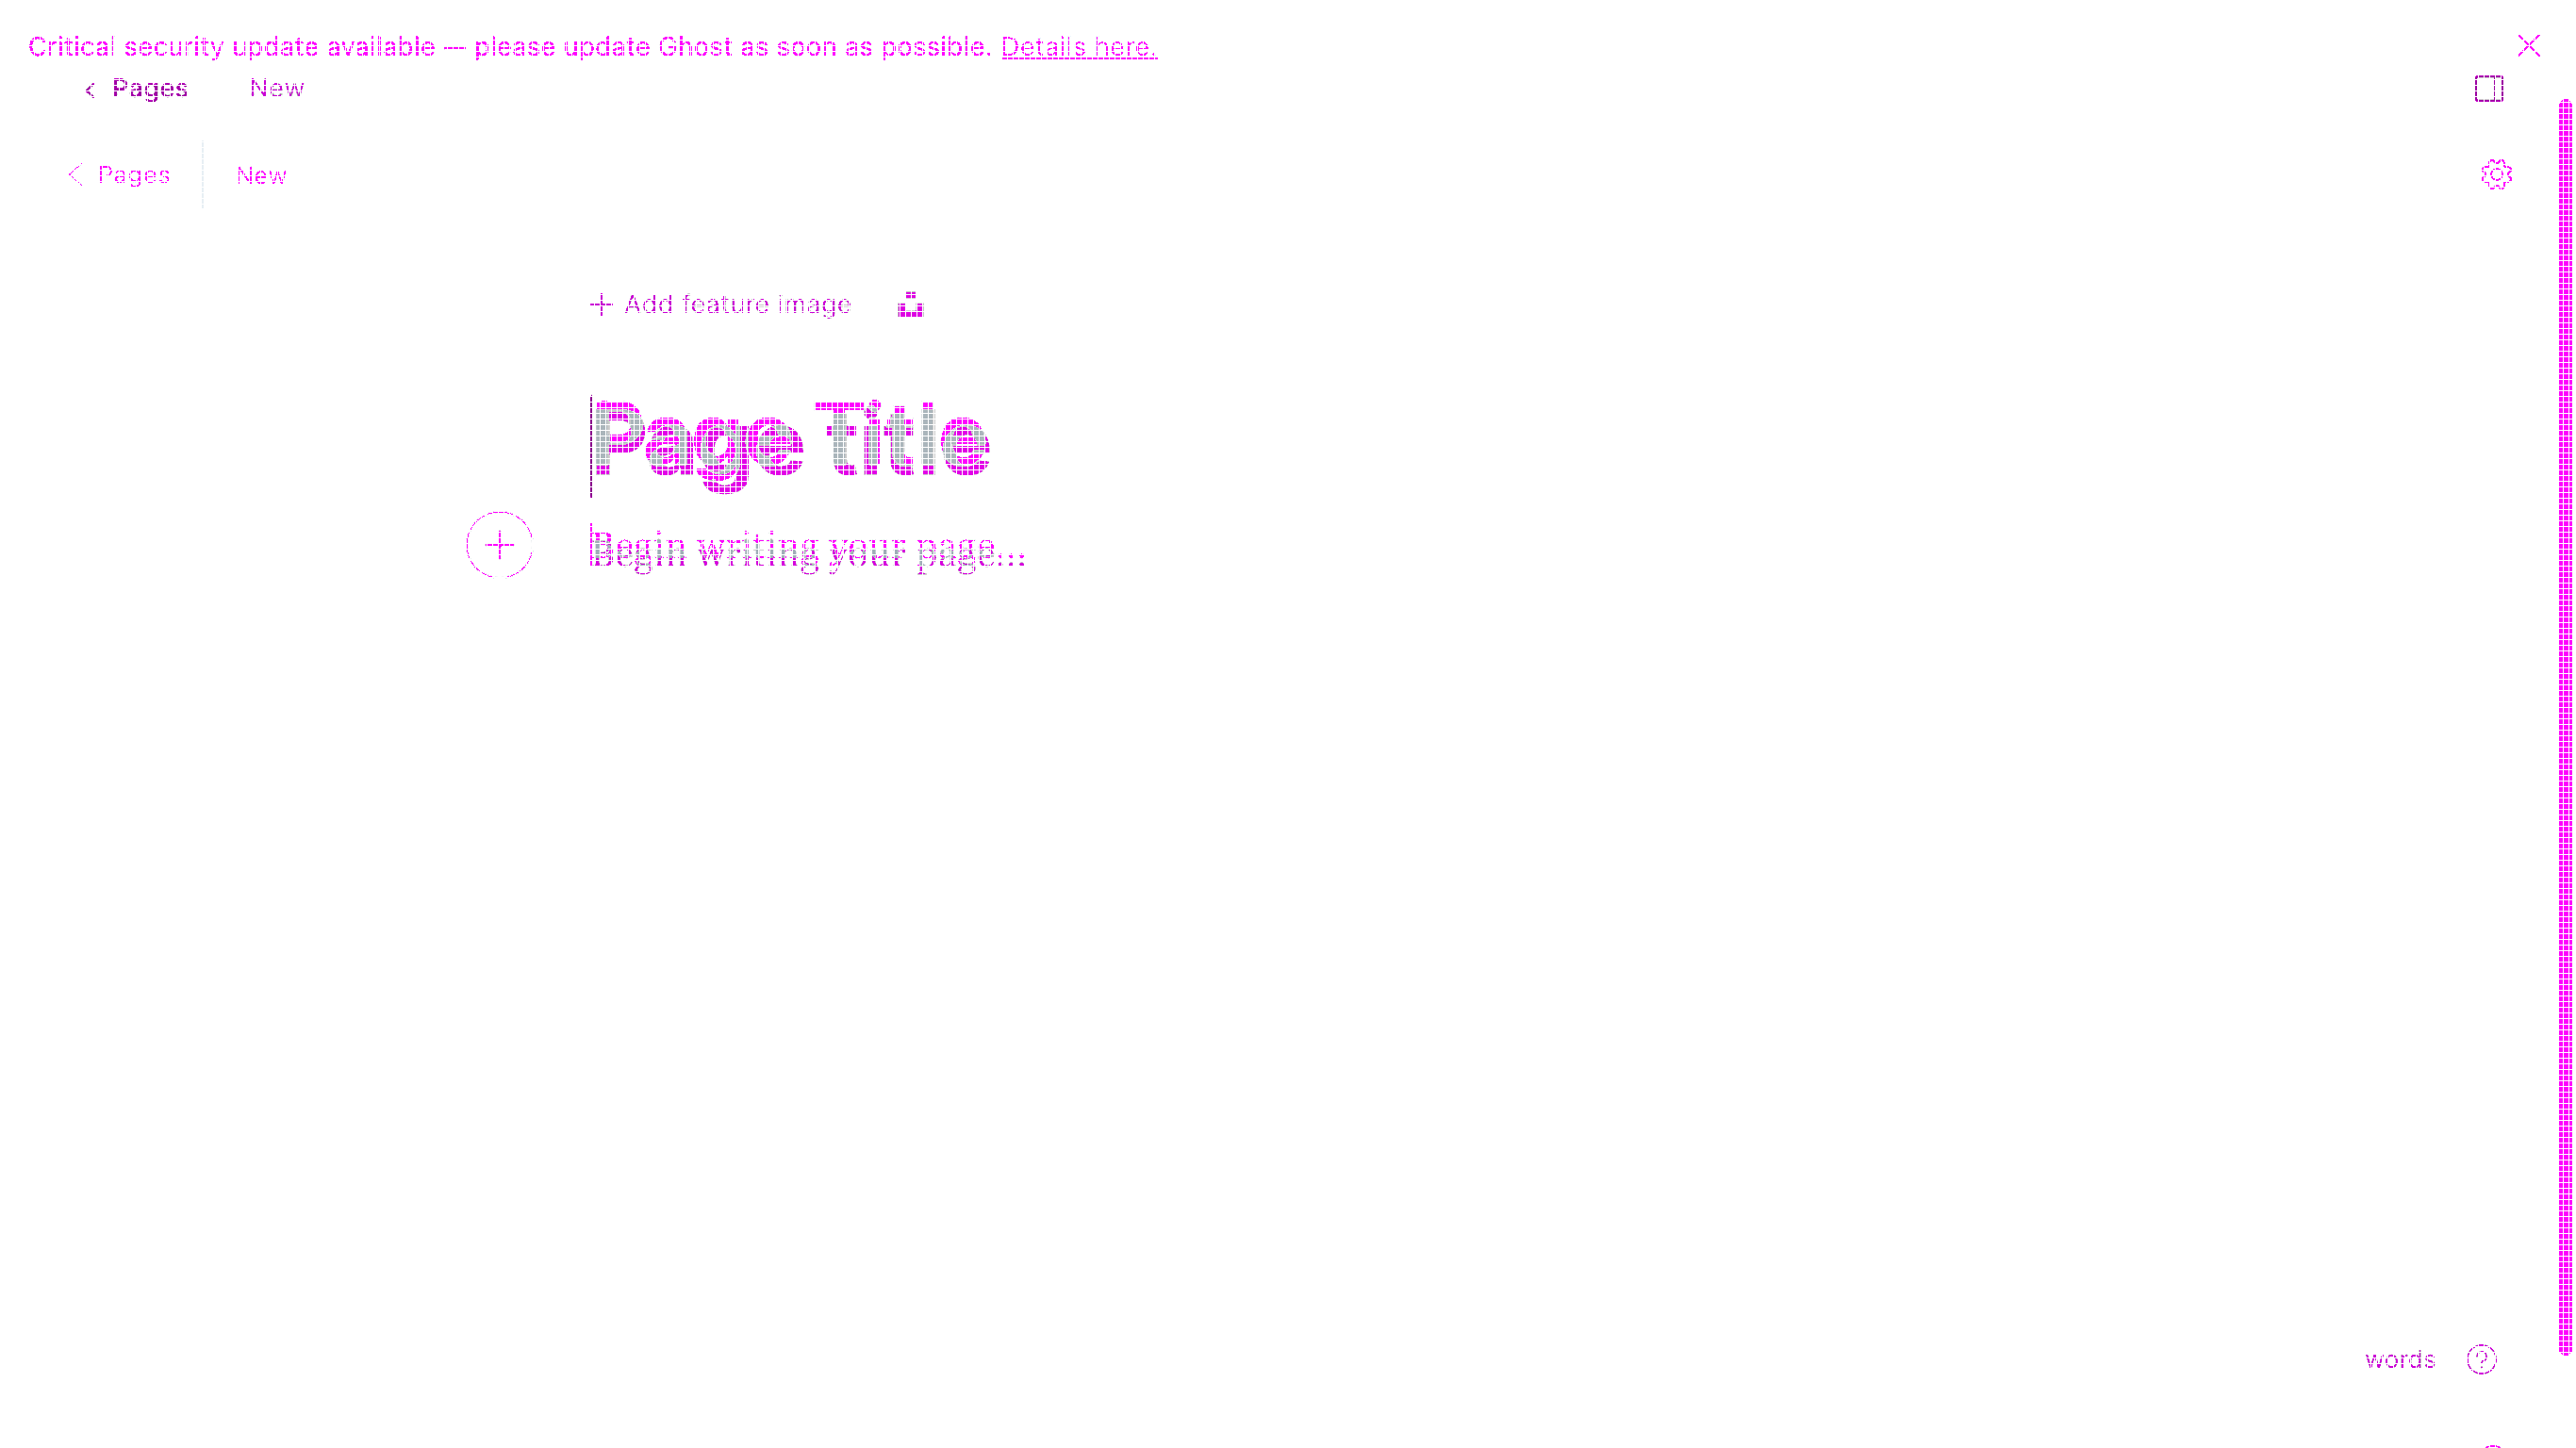 Critical security update available — please update Ghost as soon as possible. Details here.
Pages New
Pages New
Add feature image
Page Title
Begin writing your page...
words